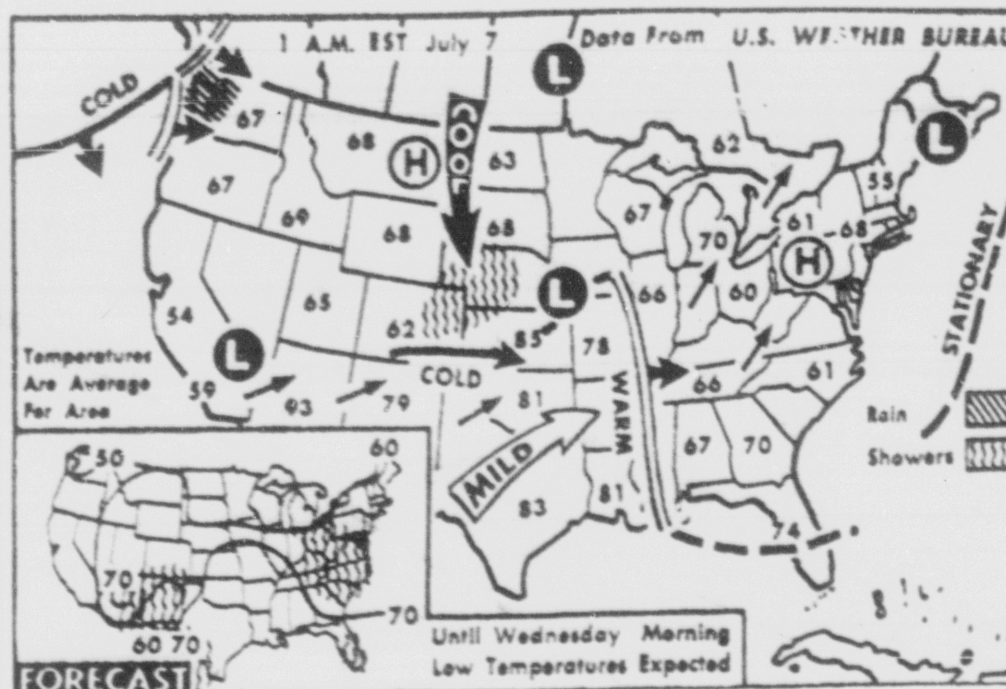 1 A.M. EST July 7
Data From U.S. WEATHER BUREAU
L
COLD
67
68
COOL
H
63
62
L
55
67
67
69
68
68
70
61
68
H
54
65
62
L
85
66
60
STATIONARY
L
78
Temperatures
Are Average
For Area
59
93
79
COLD
81
WARM
66
61
Rain
Showers
MILD
67
70
83
81
74
50
60
70
60 70
70
Until Wednesday Morning
Low Temperatures Expected
FORECAST